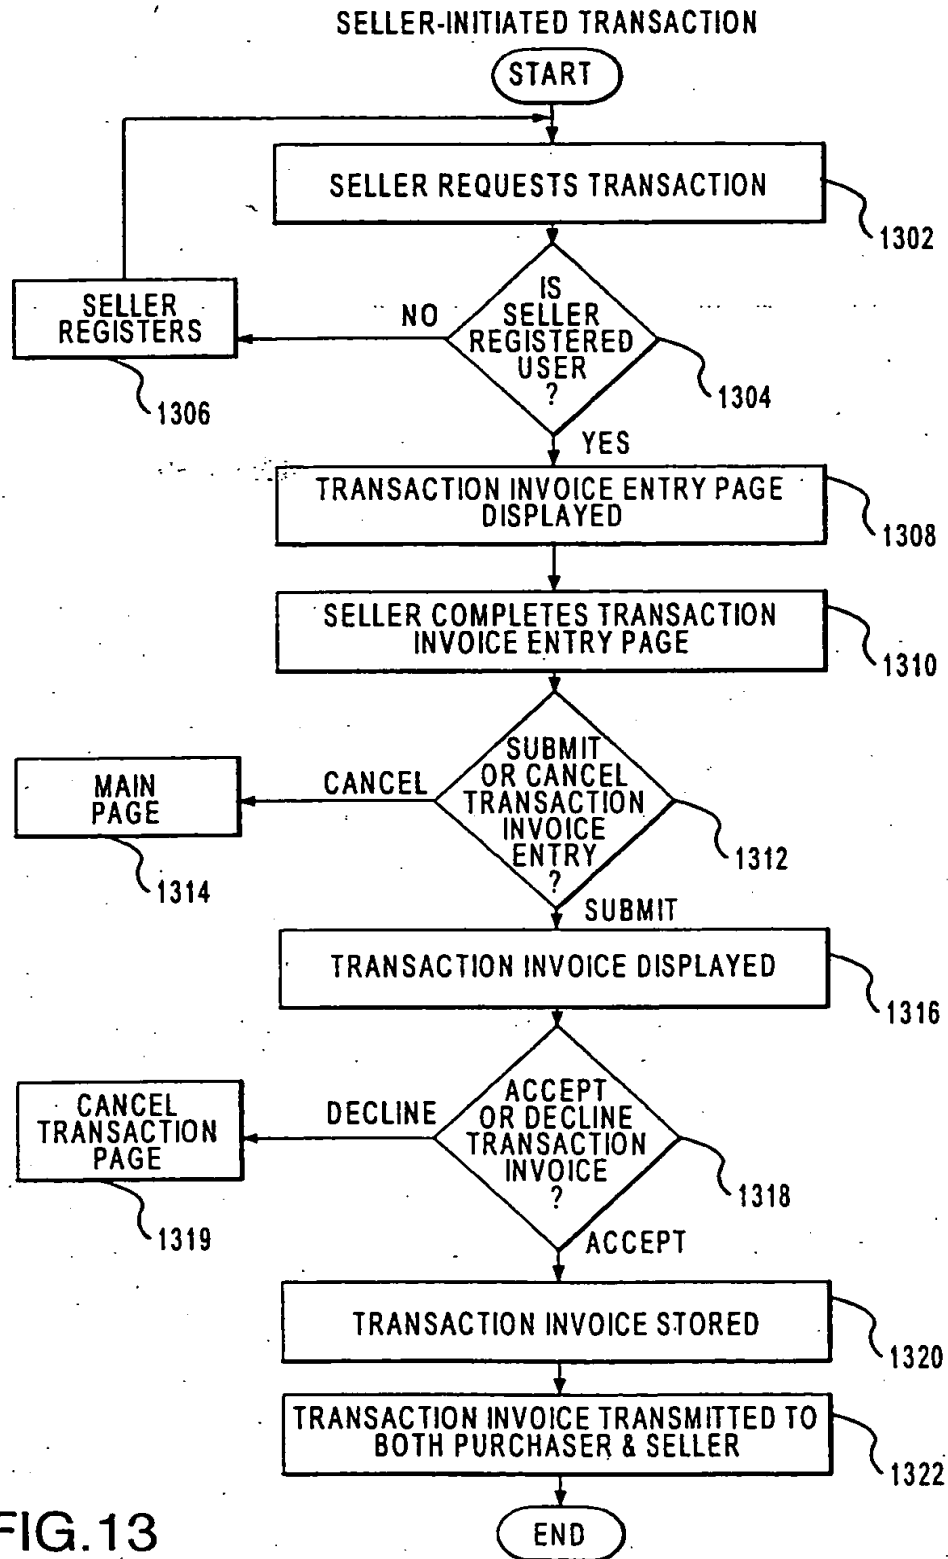 SELLER-INITIATED TRANSACTION
START
SELLER REQUESTS TRANSACTION
1302
IS
SELLER
REGISTERED
USER
?
1304
NO
SELLER
REGISTERS
1306
YES
TRANSACTION INVOICE ENTRY PAGE
DISPLAYED
1308
SELLER COMPLETES TRANSACTION
INVOICE ENTRY PAGE
1310
SUBMIT
OR CANCEL
TRANSACTION
INVOICE
ENTRY
?
1312
CANCEL
MAIN
PAGE
1314
SUBMIT
TRANSACTION INVOICE DISPLAYED
1316
ACCEPT
OR DECLINE
TRANSACTION
INVOICE
?
1318
DECLINE
CANCEL
TRANSACTION
PAGE
1319
ACCEPT
TRANSACTION INVOICE STORED
1320
TRANSACTION INVOICE TRANSMITTED TO
BOTH PURCHASER & SELLER
1322
END
FIG.13